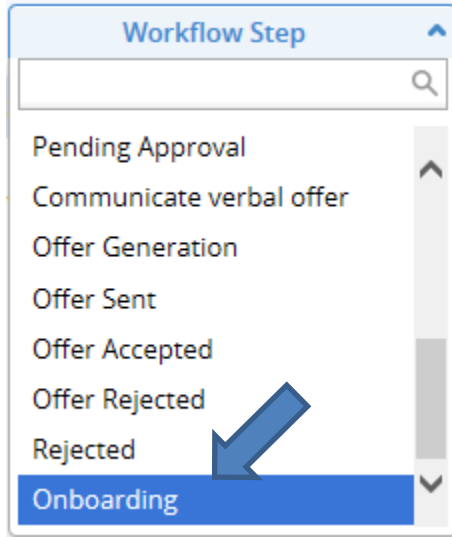 Workflow Step
Pending Approval
Communicate verbal offer
Offer Generation
Offer Sent
Offer Accepted
Offer Rejected
Rejected
Onboarding